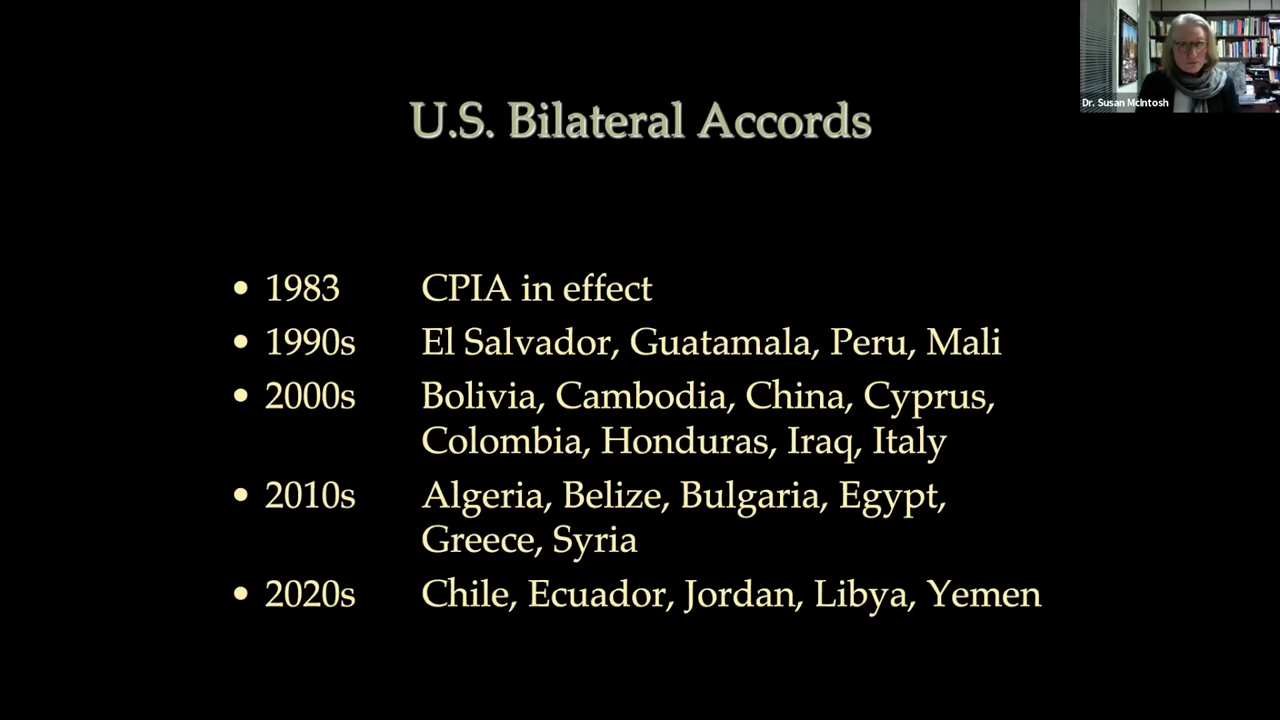 Dr. Susan McIntosh
U.S. Bilateral Accords
• 1983 CPIA in effect
• 1990s El Salvador, Guatamala, Peru, Mali
• 2000s Bolivia, Cambodia, China, Cyprus,
Colombia, Honduras, Iraq, Italy
• 2010s Algeria, Belize, Bulgaria, Egypt,
Greece, Syria
• 2020s Chile, Ecuador, Jordan, Libya, Yemen